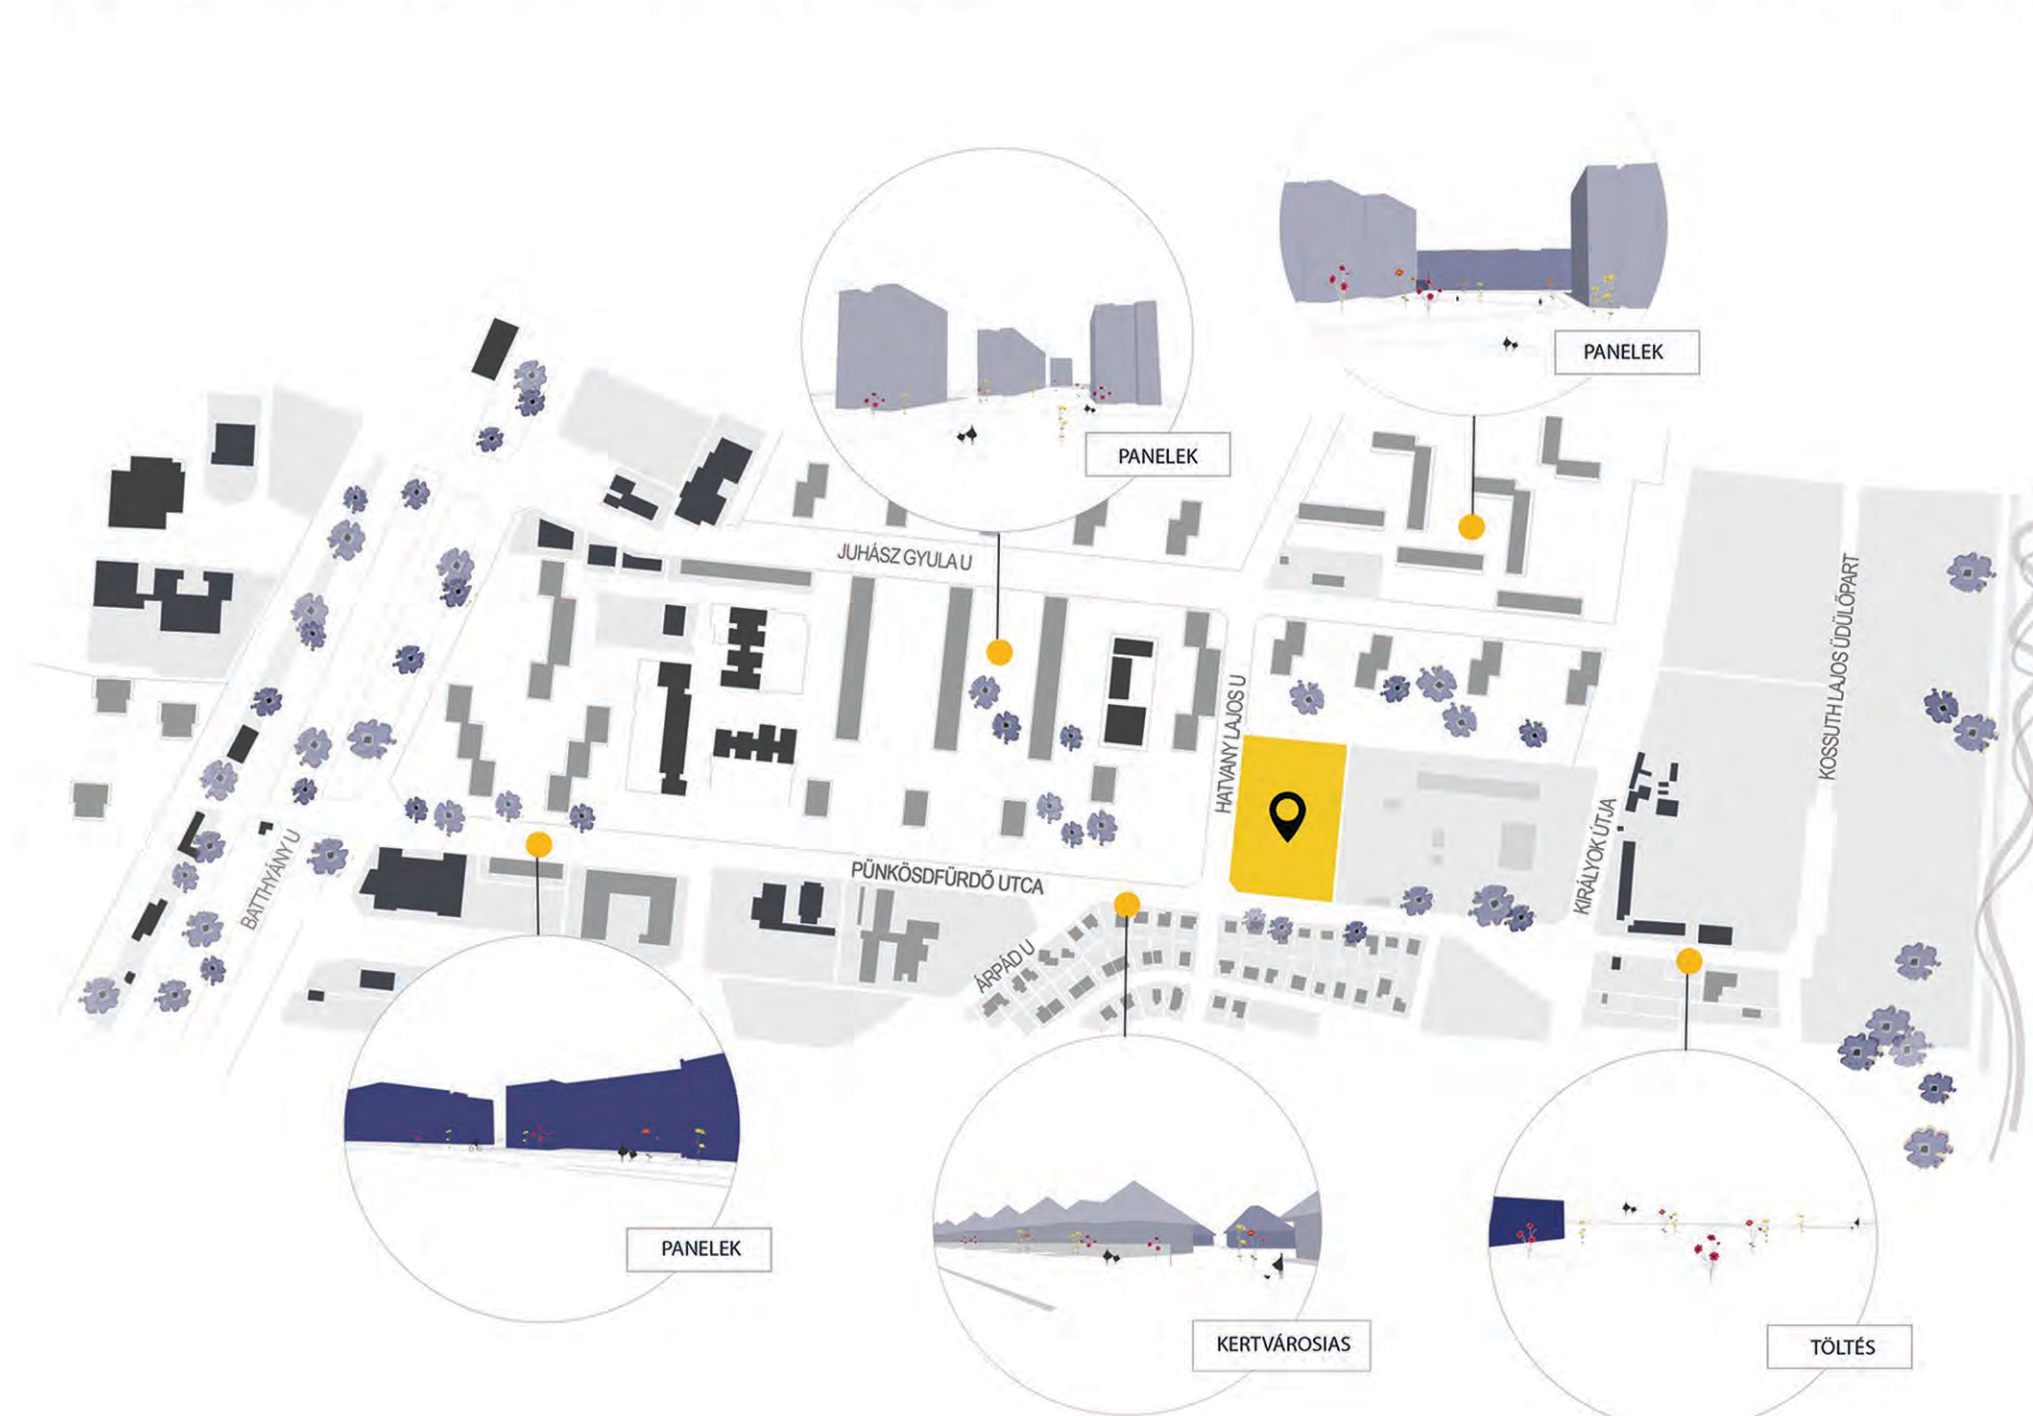 PANELEK
PANELEK
JUHÁSZ GYULA U
KOSSUTH LAJOS ÜDÜLŐPART
HATVANY LAJOS U
KIRÁLYOK ÚTJA
BATTHYÁNY U
PÜNKÖSDFÜRDŐ UTCA
ÁRPÁD U
PANELEK
KERTVÁROSIAS
TÖLTÉS